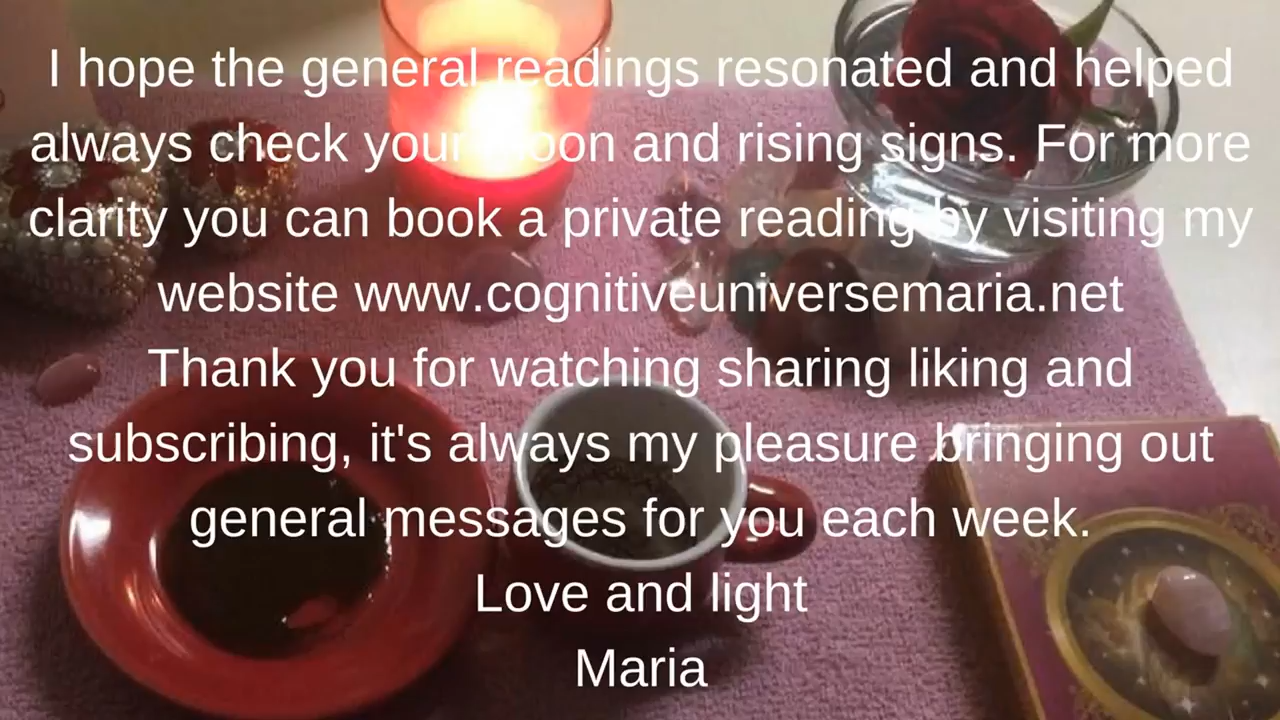 I hope the general readings resonated and helped
always check your moon and rising signs. For more
clarity you can book a private reading by visiting my
website www.cognitiveuniversemaria.net
Thank you for watching sharing liking and
subscribing, it's always my pleasure bringing out
general messages for you each week.
Love and light
Maria